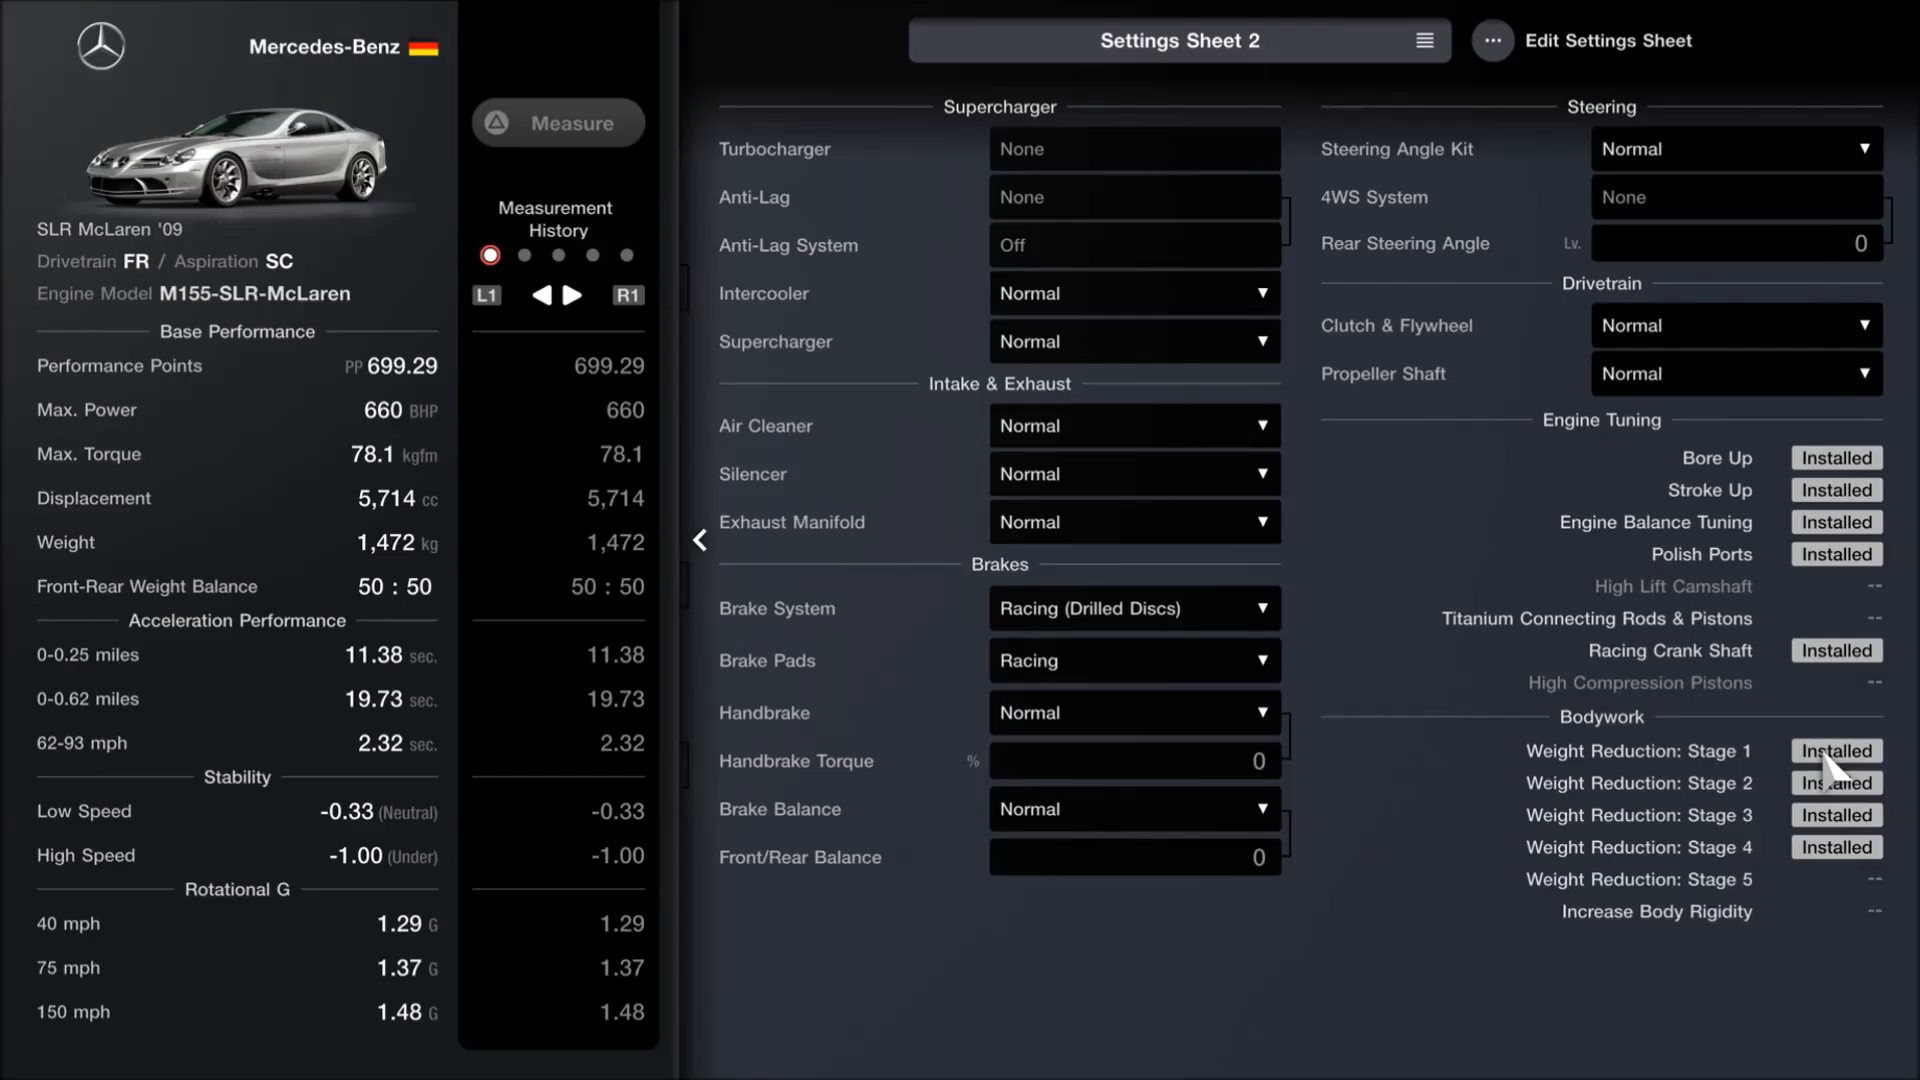 Mercedes-Benz
SLR McLaren '09
Drivetrain FR / Aspiration SC
Engine Model M155-SLR-McLaren
Base Performance
Performance Points PP 699.29
Max. Power 660 BHP
Max. Torque 78.1 kgfm
Displacement 5,714 cc
Weight 1,472 kg
Front-Rear Weight Balance 50 : 50
Acceleration Performance
0-0.25 miles 11.38 sec.
0-0.62 miles 19.73 sec.
62-93 mph 2.32 sec.
Stability
Low Speed -0.33 (Neutral)
High Speed -1.00 (Under)
Rotational G
40 mph 1.29 G
75 mph 1.37 G
150 mph 1.48 G
Measure
Measurement
History
L1 R1
699.29
660
78.1
5,714
1,472
50 : 50
11.38
19.73
2.32
-0.33
-1.00
1.29
1.37
1.48
Settings Sheet 2
Edit Settings Sheet
Supercharger
Turbocharger None
Anti-Lag None
Anti-Lag System Off
Intercooler Normal
Supercharger Normal
Intake & Exhaust
Air Cleaner Normal
Silencer Normal
Exhaust Manifold Normal
Brakes
Brake System Racing (Drilled Discs)
Brake Pads Racing
Handbrake Normal
Handbrake Torque % 0
Brake Balance Normal
Front/Rear Balance 0
Steering
Steering Angle Kit Normal
4WS System None
Rear Steering Angle Lv. 0
Drivetrain
Clutch & Flywheel Normal
Propeller Shaft Normal
Engine Tuning
Bore Up Installed
Stroke Up Installed
Engine Balance Tuning Installed
Polish Ports Installed
High Lift Camshaft --
Titanium Connecting Rods & Pistons --
Racing Crank Shaft Installed
High Compression Pistons --
Bodywork
Weight Reduction: Stage 1 Installed
Weight Reduction: Stage 2 Installed
Weight Reduction: Stage 3 Installed
Weight Reduction: Stage 4 Installed
Weight Reduction: Stage 5 --
Increase Body Rigidity --